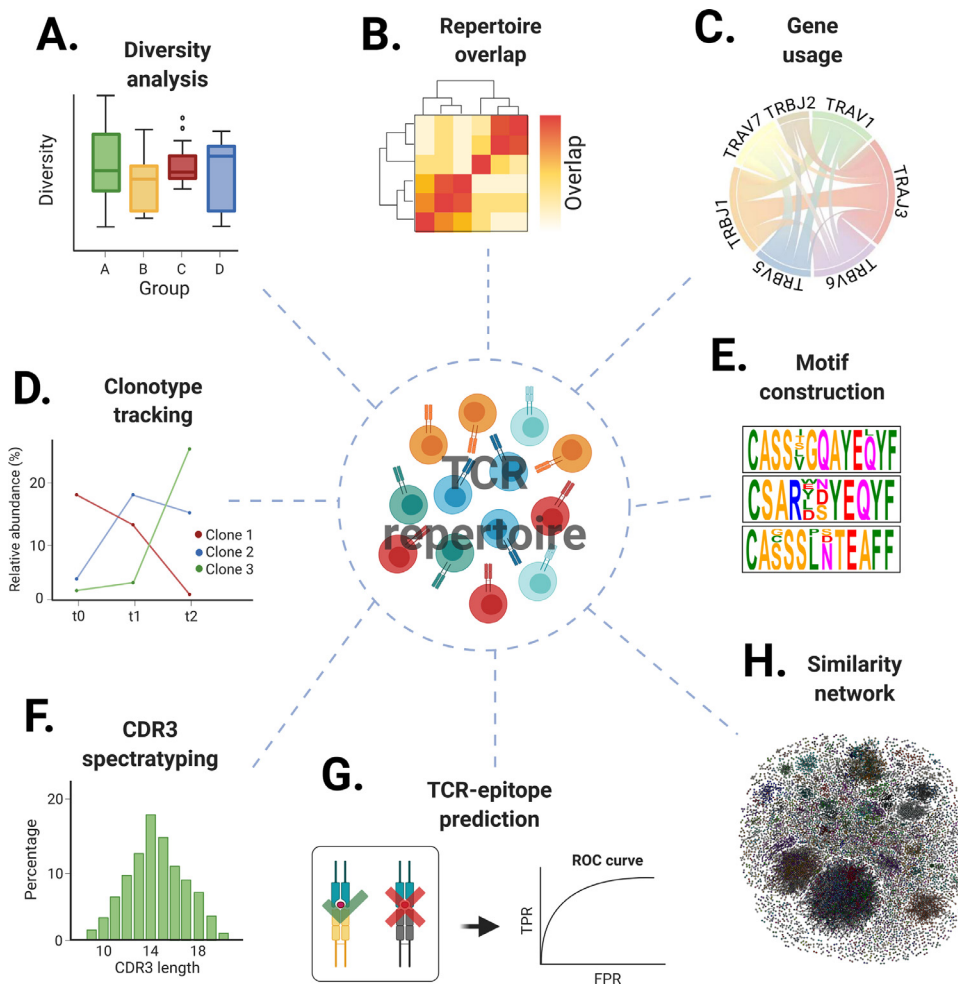 A.
Diversity
analysis
Diversity
A B C D
Group
B.
Repertoire
overlap
Overlap
C.
Gene
usage
TRAV7
TRBJ2
TRAV1
TRAJ3
TRBV6
TRBV5
TRBJ1
D.
Clonotype
tracking
Relative abundance (%)
20
10
0
t0 t1 t2
Clone 1
Clone 2
Clone 3
TCR
repertoire
E.
Motif
construction
F.
CDR3
spectratyping
Percentage
20
10
0
10 14 18
CDR3 length
G.
TCR-epitope
prediction
ROC curve
TPR
FPR
H.
Similarity
network